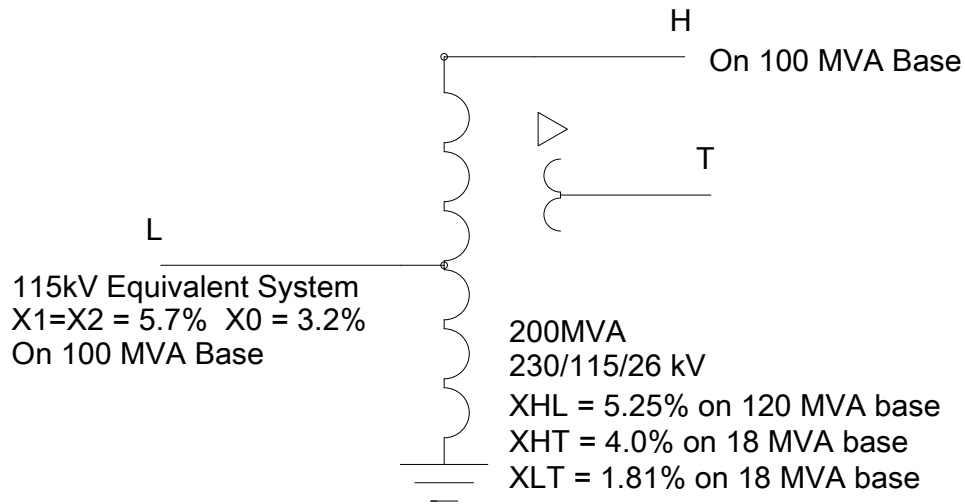 H
On 100 MVA Base
T
L
115kV Equivalent System
X1=X2 = 5.7% X0 = 3.2%
On 100 MVA Base
200MVA
230/115/26 kV
XHL = 5.25% on 120 MVA base
XHT = 4.0% on 18 MVA base
XLT = 1.81% on 18 MVA base